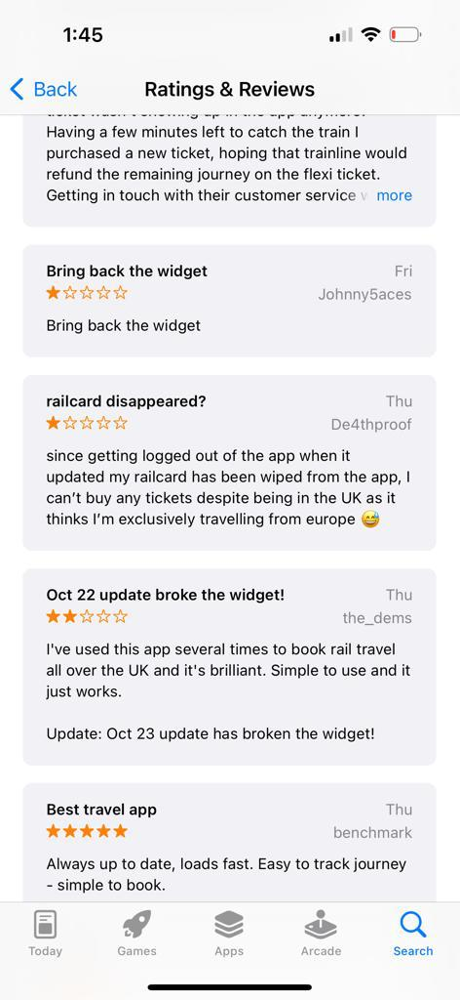 1:45
Back
Ratings & Reviews
ticket wasn't showing up in the app anymore.
Having a few minutes left to catch the train I
purchased a new ticket, hoping that trainline would
refund the remaining journey on the flexi ticket.
Getting in touch with their customer service more
Bring back the widget Fri
Johnny5aces
Bring back the widget
railcard disappeared? Thu
De4thproof
since getting logged out of the app when it
updated my railcard has been wiped from the app, I
can’t buy any tickets despite being in the UK as it
thinks I’m exclusively travelling from europe 😅
Oct 22 update broke the widget! Thu
the_dems
I've used this app several times to book rail travel
all over the UK and it's brilliant. Simple to use and it
just works.
Update: Oct 23 update has broken the widget!
Best travel app Thu
benchmark
Always up to date, loads fast. Easy to track journey
- simple to book.
Today Games Apps Arcade Search